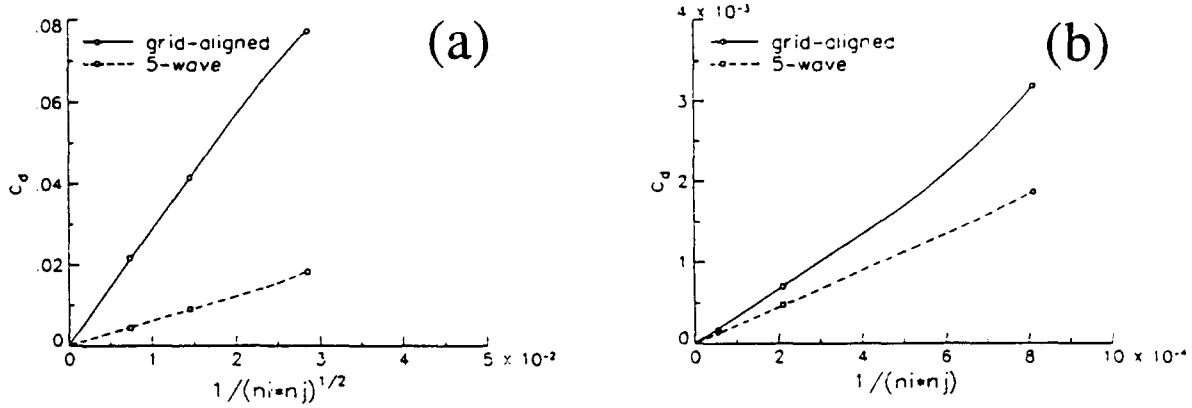 (a)
.08
.06
.04
.02
0
C_d
grid-aligned
5-wave
0 1 2 3 4 5 × 10^-2
1/(ni*nj)^1/2
(b)
4 × 10^-3
3
2
1
0
C_d
grid-aligned
5-wave
0 2 4 6 8 10 × 10^-4
1/(ni*nj)